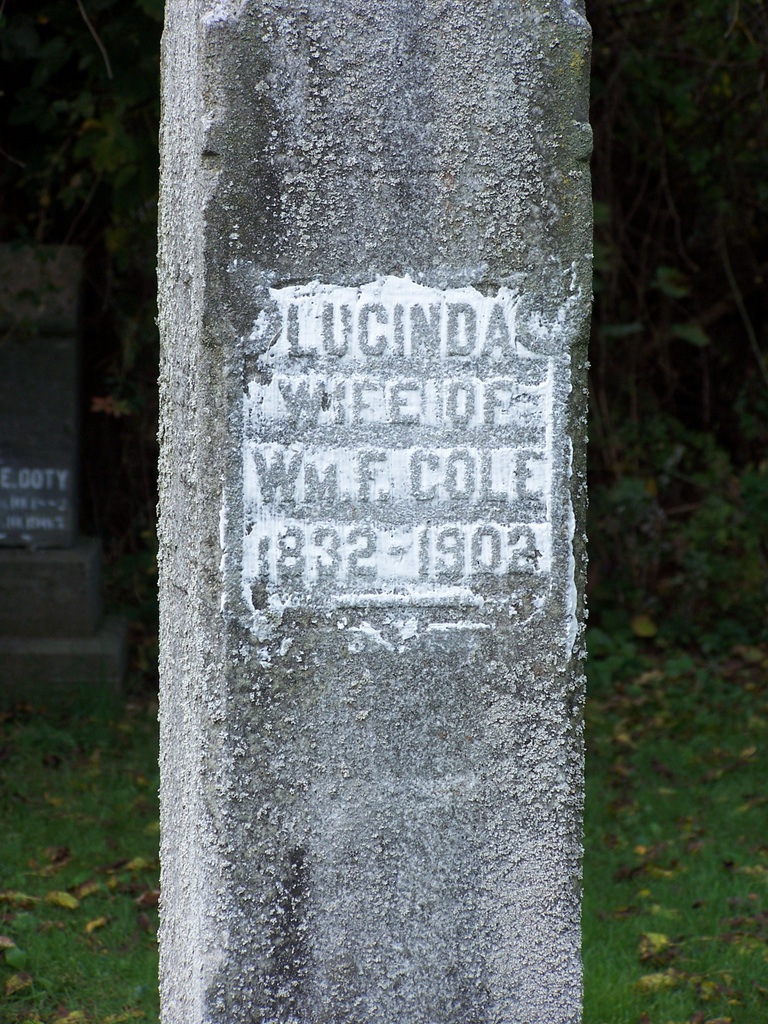 LUCINDA
WIFE OF
WM. F. COLE
1832-1902
E. DOTY